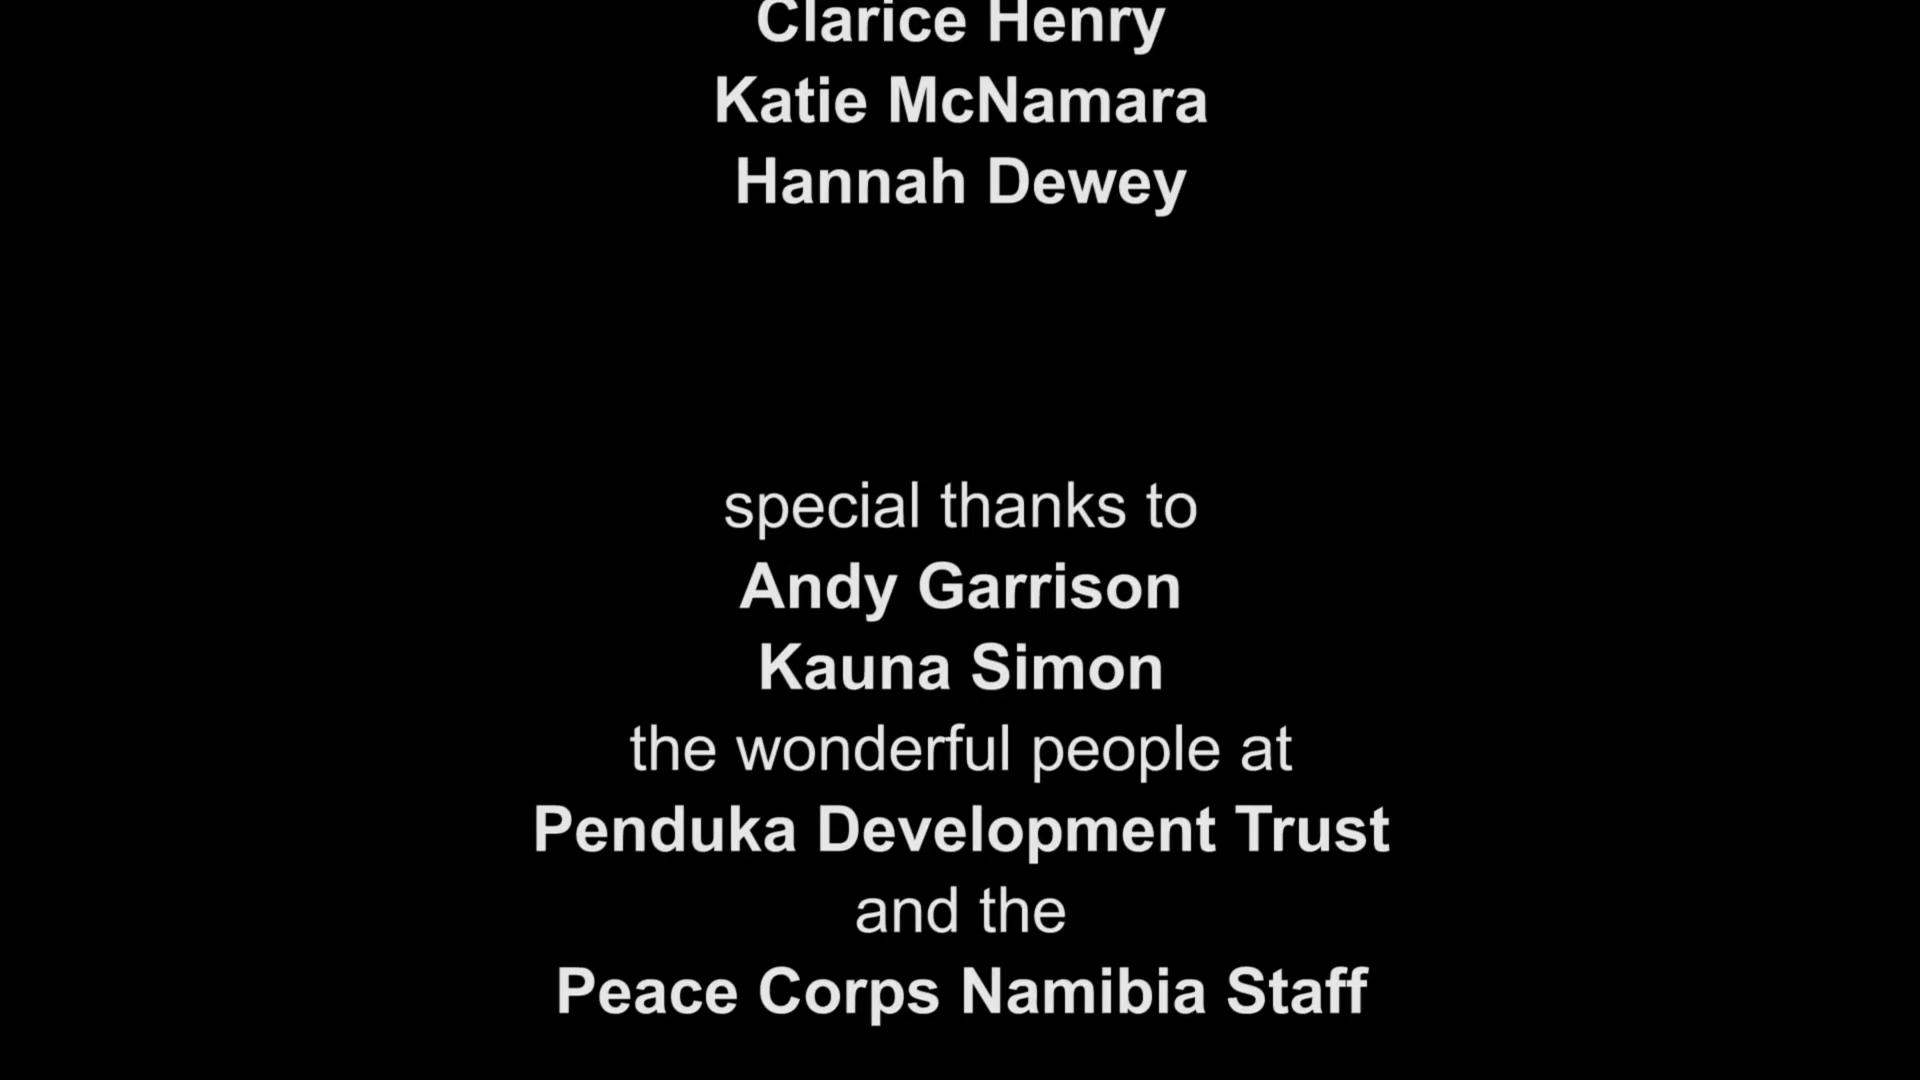 Clarice Henry
Katie McNamara
Hannah Dewey
special thanks to
Andy Garrison
Kauna Simon
the wonderful people at
Penduka Development Trust
and the
Peace Corps Namibia Staff